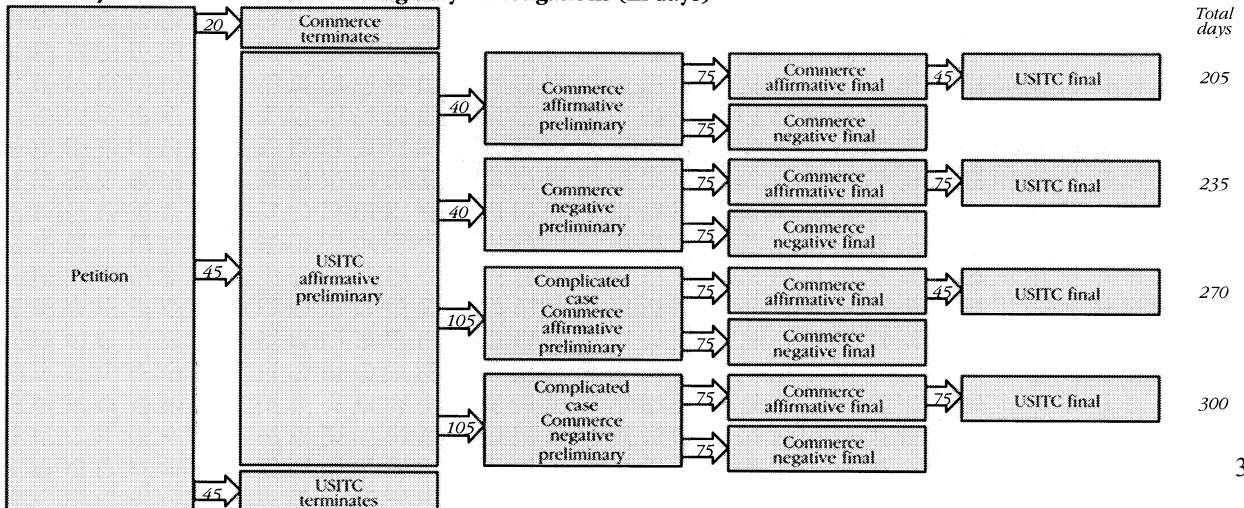 (in days)
Total
days
20
Commerce
terminates
Petition
45
USITC
affirmative
preliminary
45
USITC
terminates
40
Commerce
affirmative
preliminary
75
Commerce
affirmative final
45
USITC final
205
75
Commerce
negative final
40
Commerce
negative
preliminary
75
Commerce
affirmative final
75
USITC final
235
75
Commerce
negative final
105
Complicated
case
Commerce
affirmative
preliminary
75
Commerce
affirmative final
45
USITC final
270
75
Commerce
negative final
105
Complicated
case
Commerce
negative
preliminary
75
Commerce
affirmative final
75
USITC final
300
75
Commerce
negative final
3